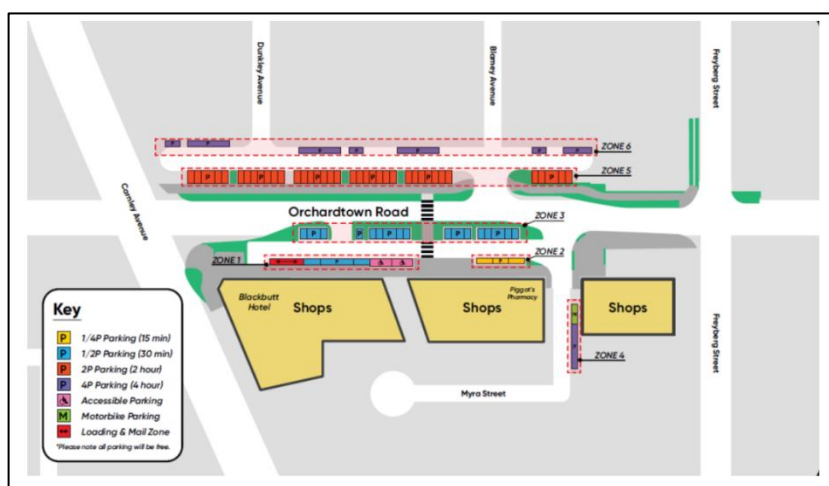 Dunkley Avenue
Blamey Avenue
Freyberg Street
P
P
P
P
P
P
P
ZONE 6
P
P
P
P
P
P
ZONE 5
Cornley Avenue
Orchardtown Road
ZONE 3
P
P
P
P
P
ZONE 1
P
P
ZONE 2
P
Blackbutt
Hotel
Shops
Shops
Piggot's
Pharmacy
Shops
M
P
ZONE 4
Freyberg Street
Myra Street
Key
P 1/4P Parking (15 min)
P 1/2P Parking (30 min)
P 2P Parking (2 hour)
P 4P Parking (4 hour)
Accessible Parking
M Motorbike Parking
Loading & Mail Zone
*Please note all parking will be free.